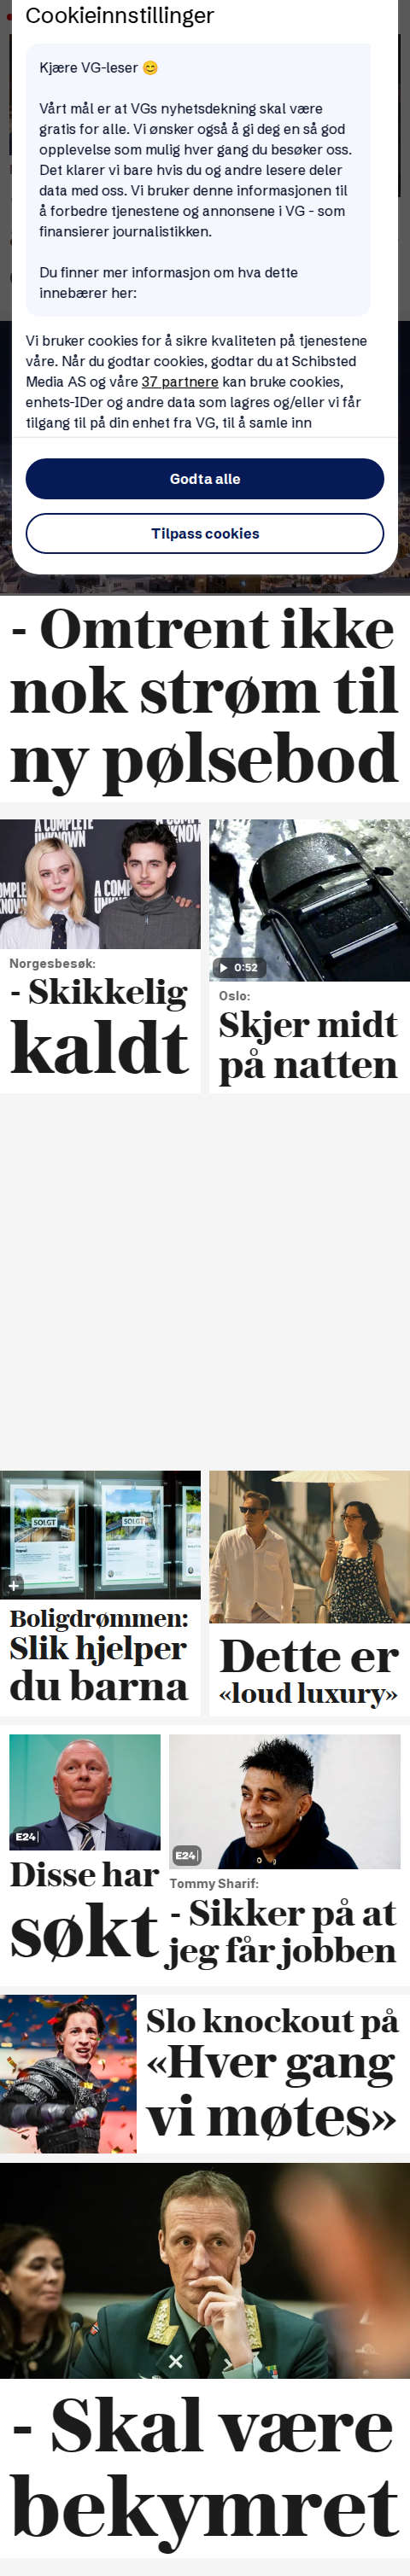 Cookieinnstillinger
Kjære VG-leser 😊
Vårt mål er at VGs nyhetsdekning skal være
gratis for alle. Vi ønsker også å gi deg en så god
opplevelse som mulig hver gang du besøker oss.
Det klarer vi bare hvis du og andre lesere deler
data med oss. Vi bruker denne informasjonen til
å forbedre tjenestene og annonsene i VG - som
finansierer journalistikken.
Du finner mer informasjon om hva dette
innebærer her:
Vi bruker cookies for å sikre kvaliteten på tjenestene
våre. Når du godtar cookies, godtar du at Schibsted
Media AS og våre 37 partnere kan bruke cookies,
enhets-IDer og andre data som lagres og/eller vi får
tilgang til på din enhet fra VG, til å samle inn
Godta alle
Tilpass cookies
- Omtrent ikke
nok strøm til
ny pølsebod
A COMPLETE
UNKNOWN
0:52
Norgesbesøk:
- Skikkelig
kaldt
Oslo:
Skjer midt
på natten
SOLGT
SOLGT
Boligdrømmen:
Slik hjelper
du barna
Dette er
«loud luxury»
E24
Disse har
søkt
E24
Tommy Sharif:
- Sikker på at
jeg får jobben
Slo knockout på
«Hver gang
vi møtes»
- Skal være
bekymret